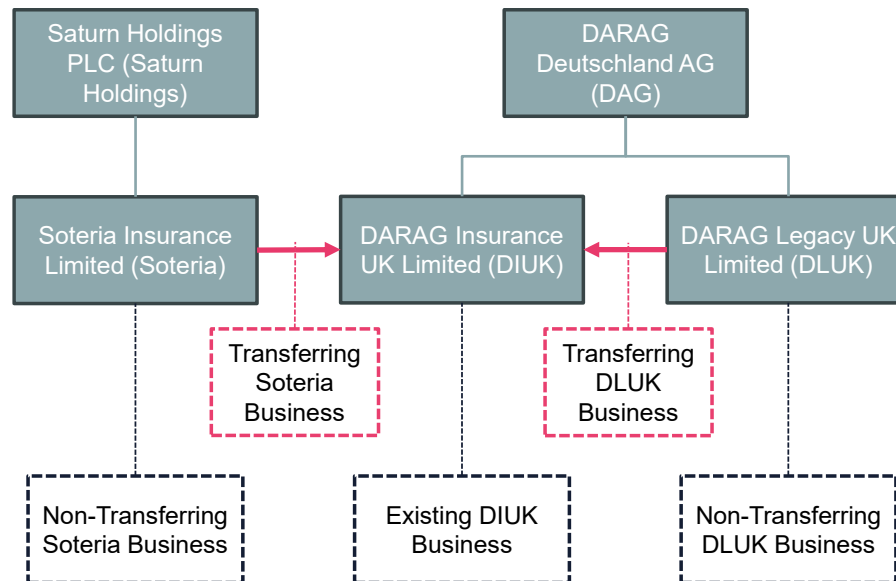 Saturn Holdings
PLC (Saturn
Holdings)
DARAG
Deutschland AG
(DAG)
Soteria Insurance
Limited (Soteria)
DARAG Insurance
UK Limited (DIUK)
DARAG Legacy UK
Limited (DLUK)
Transferring
Soteria
Business
Transferring
DLUK
Business
Non-Transferring
Soteria Business
Existing DIUK
Business
Non-Transferring
DLUK Business